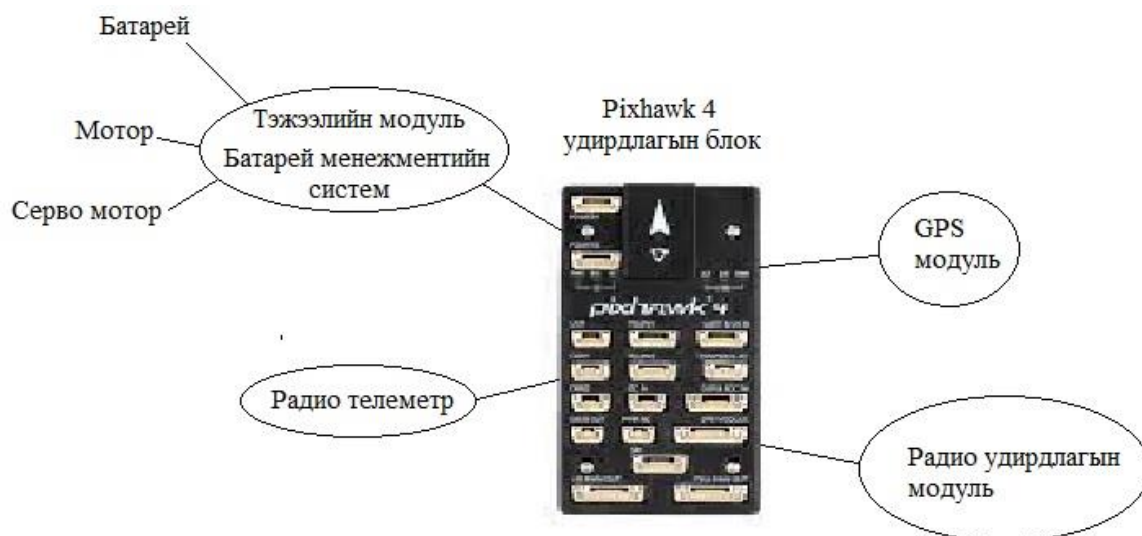 Батарей
Мотор
Серво мотор
Тэжээлийн модуль
Батарей менежментийн
систем
Pixhawk 4
удирдлагын блок
GPS
модуль
pixhawk 4
Радио телеметр
Радио удирдлагын
модуль